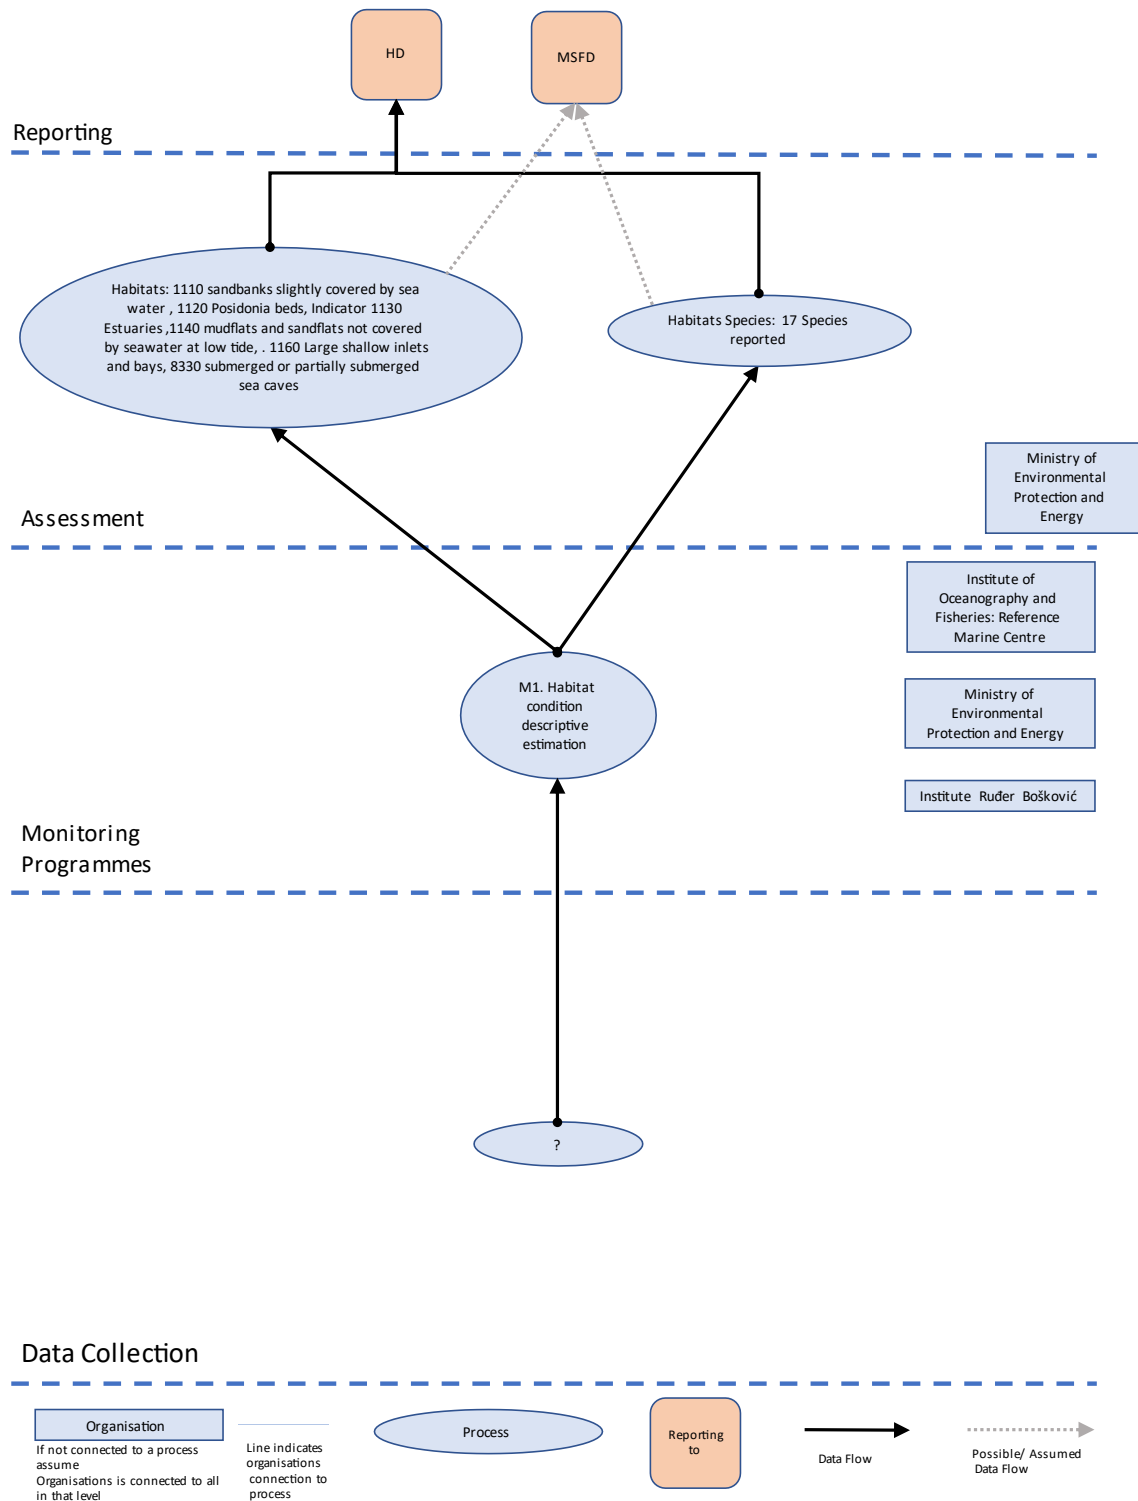 HD
MSFD
Reporting
Habitats: 1110 sandbanks slightly covered by sea
water , 1120 Posidonia beds, Indicator 1130
Estuaries ,1140 mudflats and sandflats not covered
by seawater at low tide, . 1160 Large shallow inlets
and bays, 8330 submerged or partially submerged
sea caves
Habitats Species: 17 Species
reported
Ministry of
Environmental
Protection and
Energy
Assessment
Institute of
Oceanography and
Fisheries: Reference
Marine Centre
M1. Habitat
condition
descriptive
estimation
Ministry of
Environmental
Protection and Energy
Institute Ruđer Bošković
Monitoring
Programmes
?
Data Collection
Organisation
If not connected to a process
assume
Organisations is connected to all
in that level
Line indicates
organisations
connection to
process
Process
Reporting
to
Data Flow
Possible/ Assumed
Data Flow